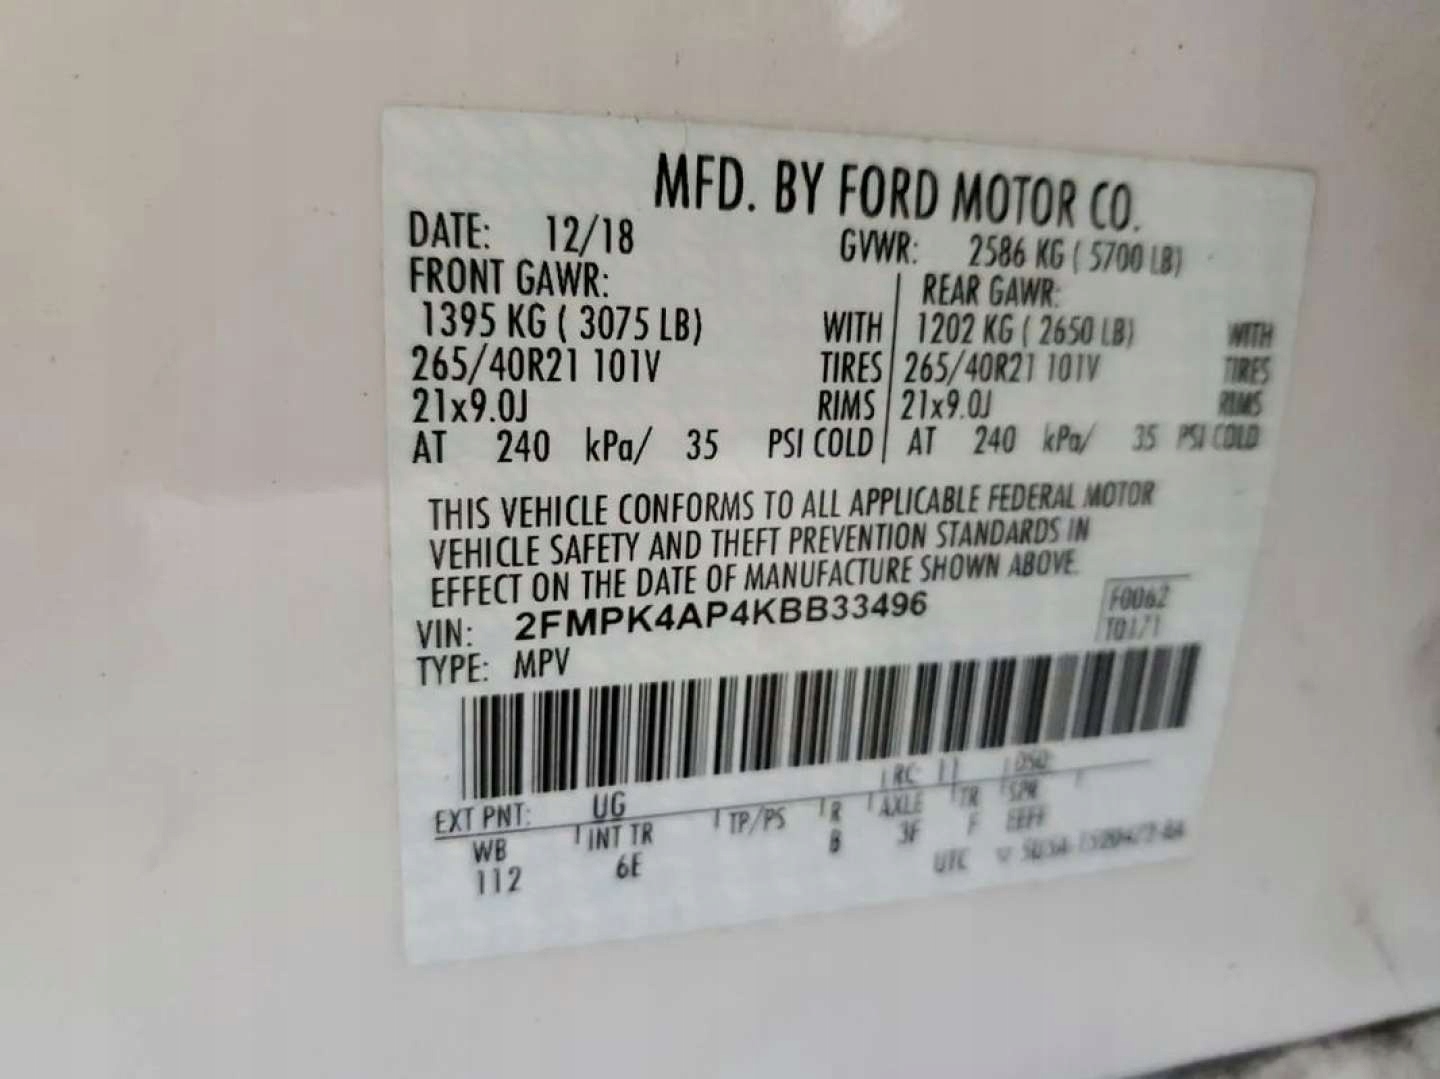 MFD. BY FORD MOTOR CO.
DATE: 12/18 GVWR: 2586 KG ( 5700 LB)
FRONT GAWR: REAR GAWR:
1395 KG ( 3075 LB) WITH 1202 KG ( 2650 LB) WITH
265/40R21 101V TIRES 265/40R21 101V TIRES
21x9.0J RIMS 21x9.0J RIMS
AT 240 kPa/ 35 PSI COLD AT 240 kPa/ 35 PSI COLD
THIS VEHICLE CONFORMS TO ALL APPLICABLE FEDERAL MOTOR
VEHICLE SAFETY AND THEFT PREVENTION STANDARDS IN
EFFECT ON THE DATE OF MANUFACTURE SHOWN ABOVE.
VIN: 2FMPK4AP4KBB33496 F0062
TYPE: MPV T0171
EXT PNT: UG RC: 11 DSO:
WB INT TR TP/PS R AXLE TR SPR
112 6E B 3F F EEFF
UTC